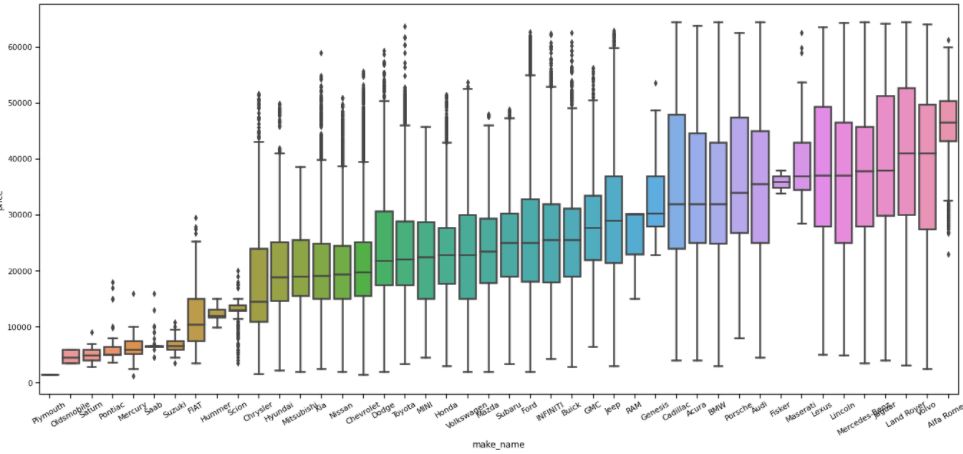 60000
50000
40000
30000
20000
10000
0
price
Plymouth
Oldsmobile
Saturn
Pontiac
Mercury
Saab
Suzuki
FIAT
Hummer
Scion
Chrysler
Hyundai
Mitsubishi
Kia
Nissan
Chevrolet
Dodge
Toyota
MINI
Honda
Volkswagen
Mazda
Subaru
Ford
INFINITI
Buick
GMC
Jeep
RAM
Genesis
Cadillac
Acura
BMW
Porsche
Audi
Fisker
Maserati
Lexus
Lincoln
Mercedes-Benz
Jaguar
Land Rover
Volvo
Alfa Romeo
make_name